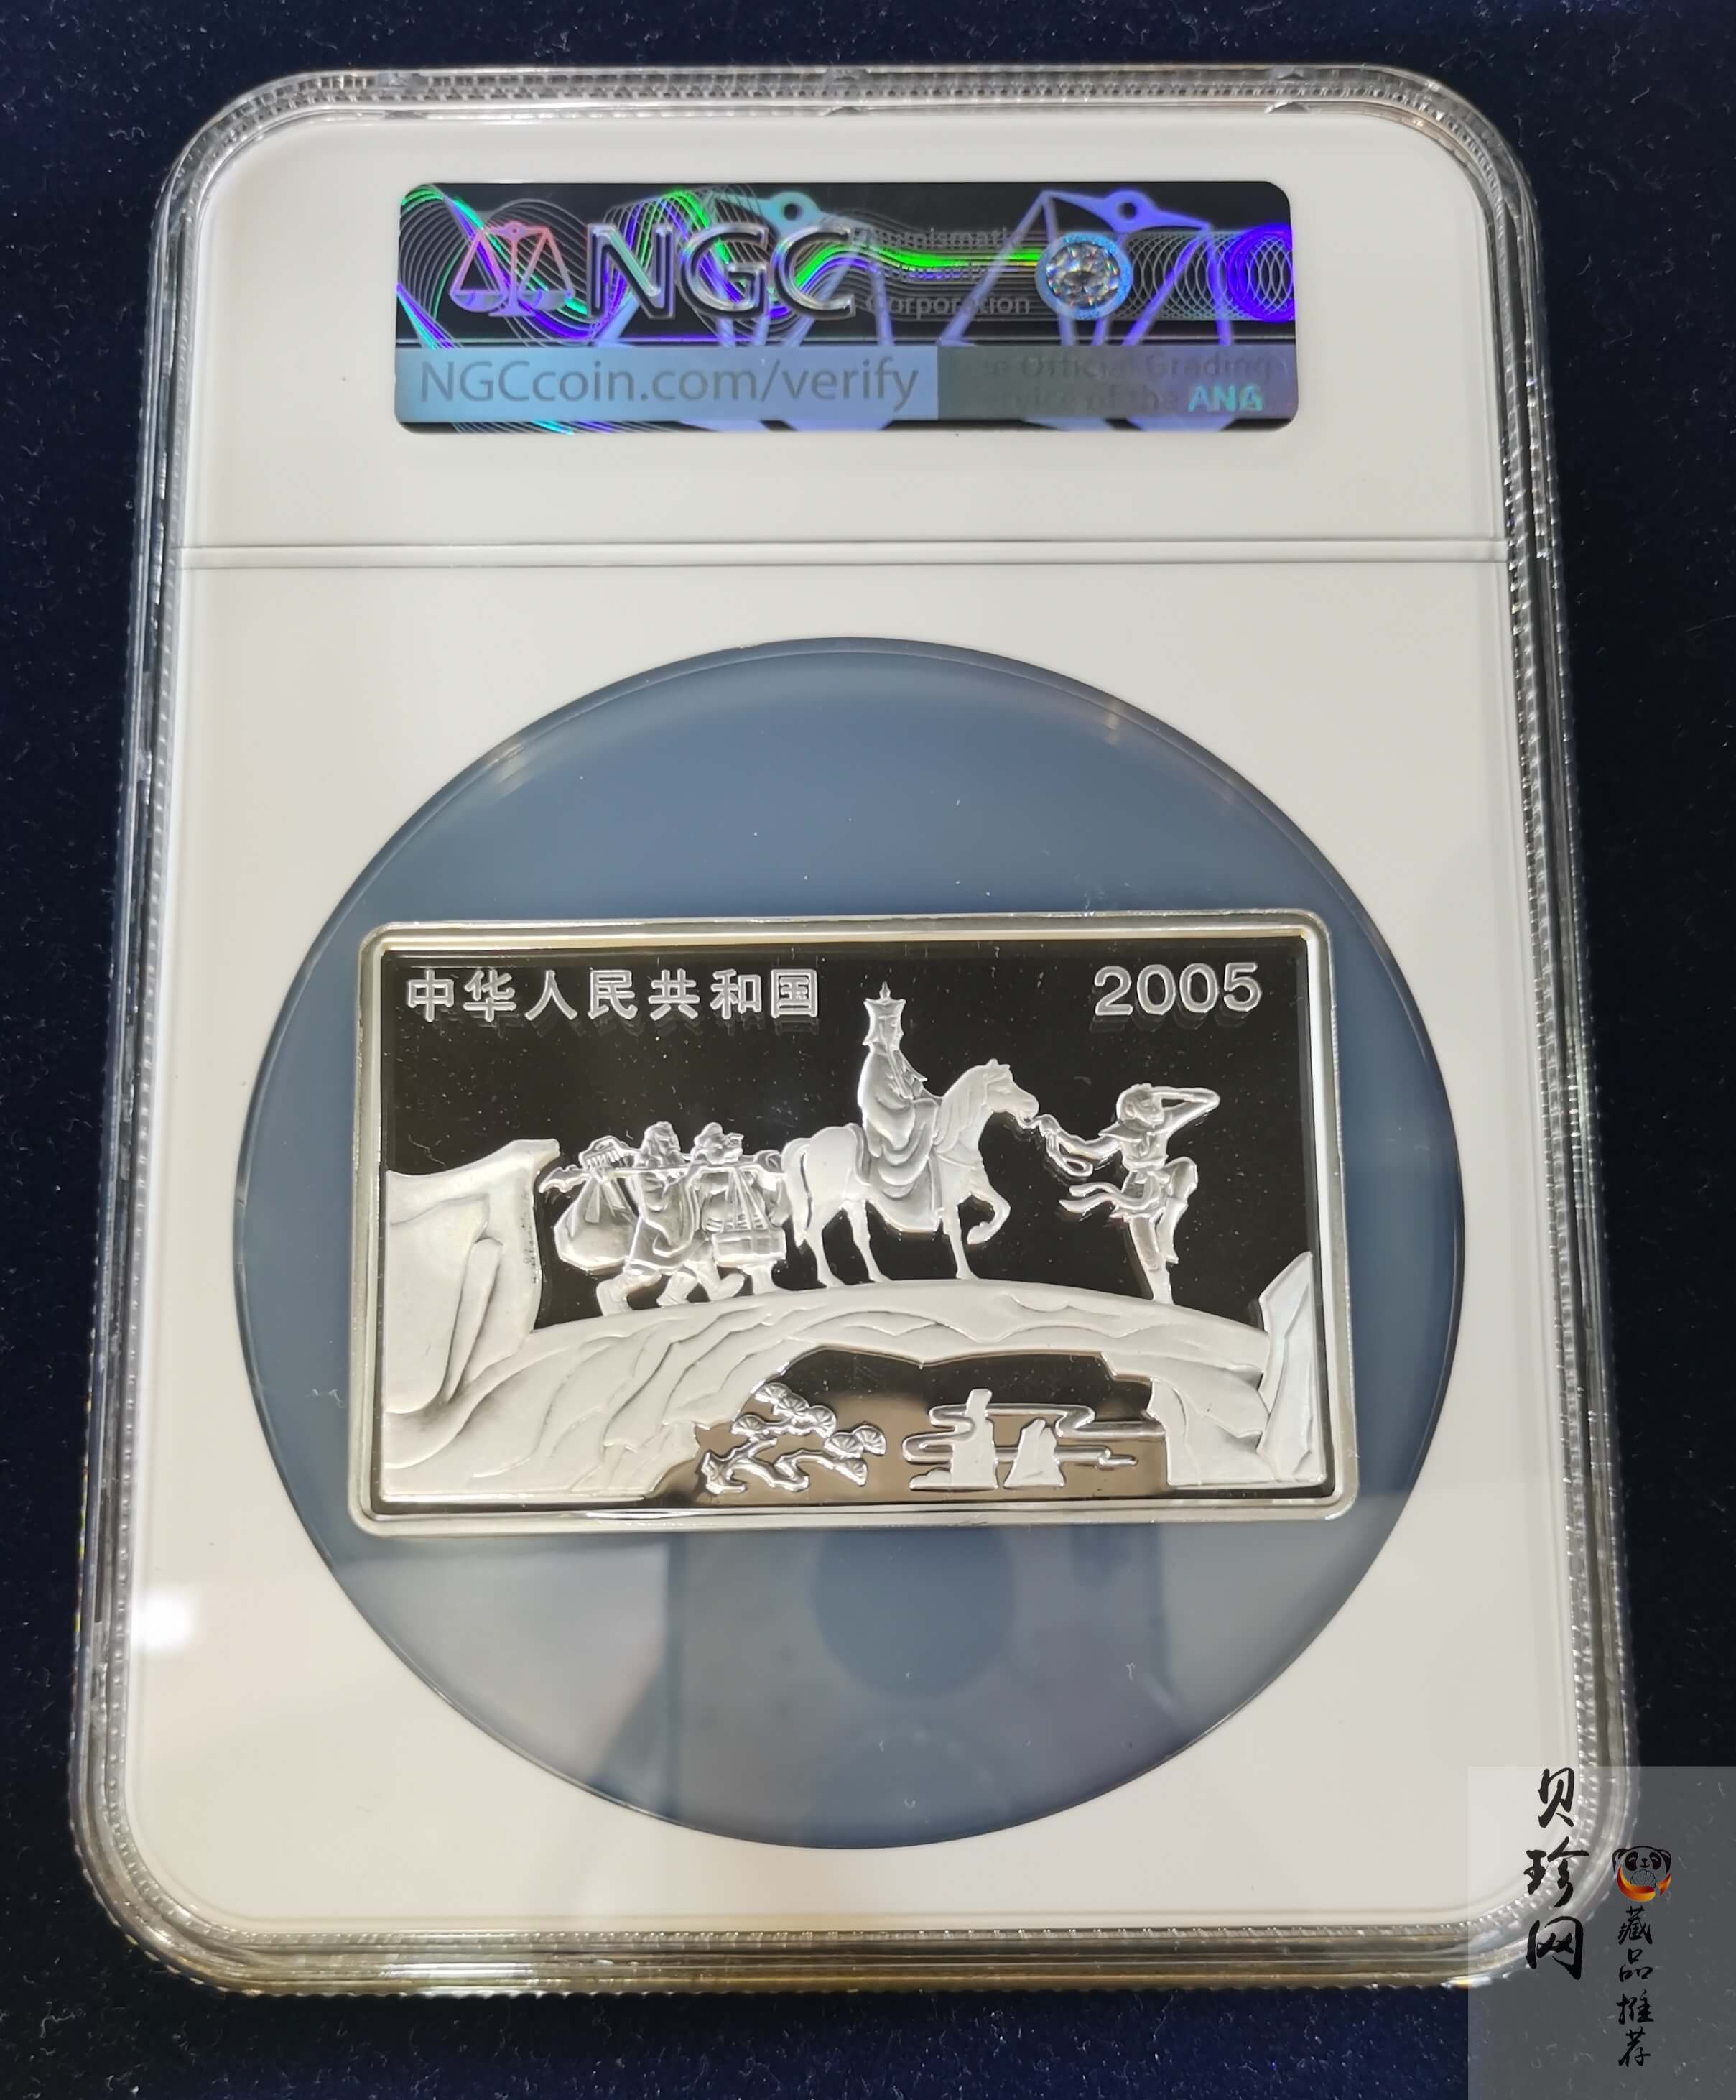 NGC
Numismatic
Corporation
NGCcoin.com/verify
An Official Grading
Service of the ANA
中华人民共和国 2005
贝珍网
藏品推荐